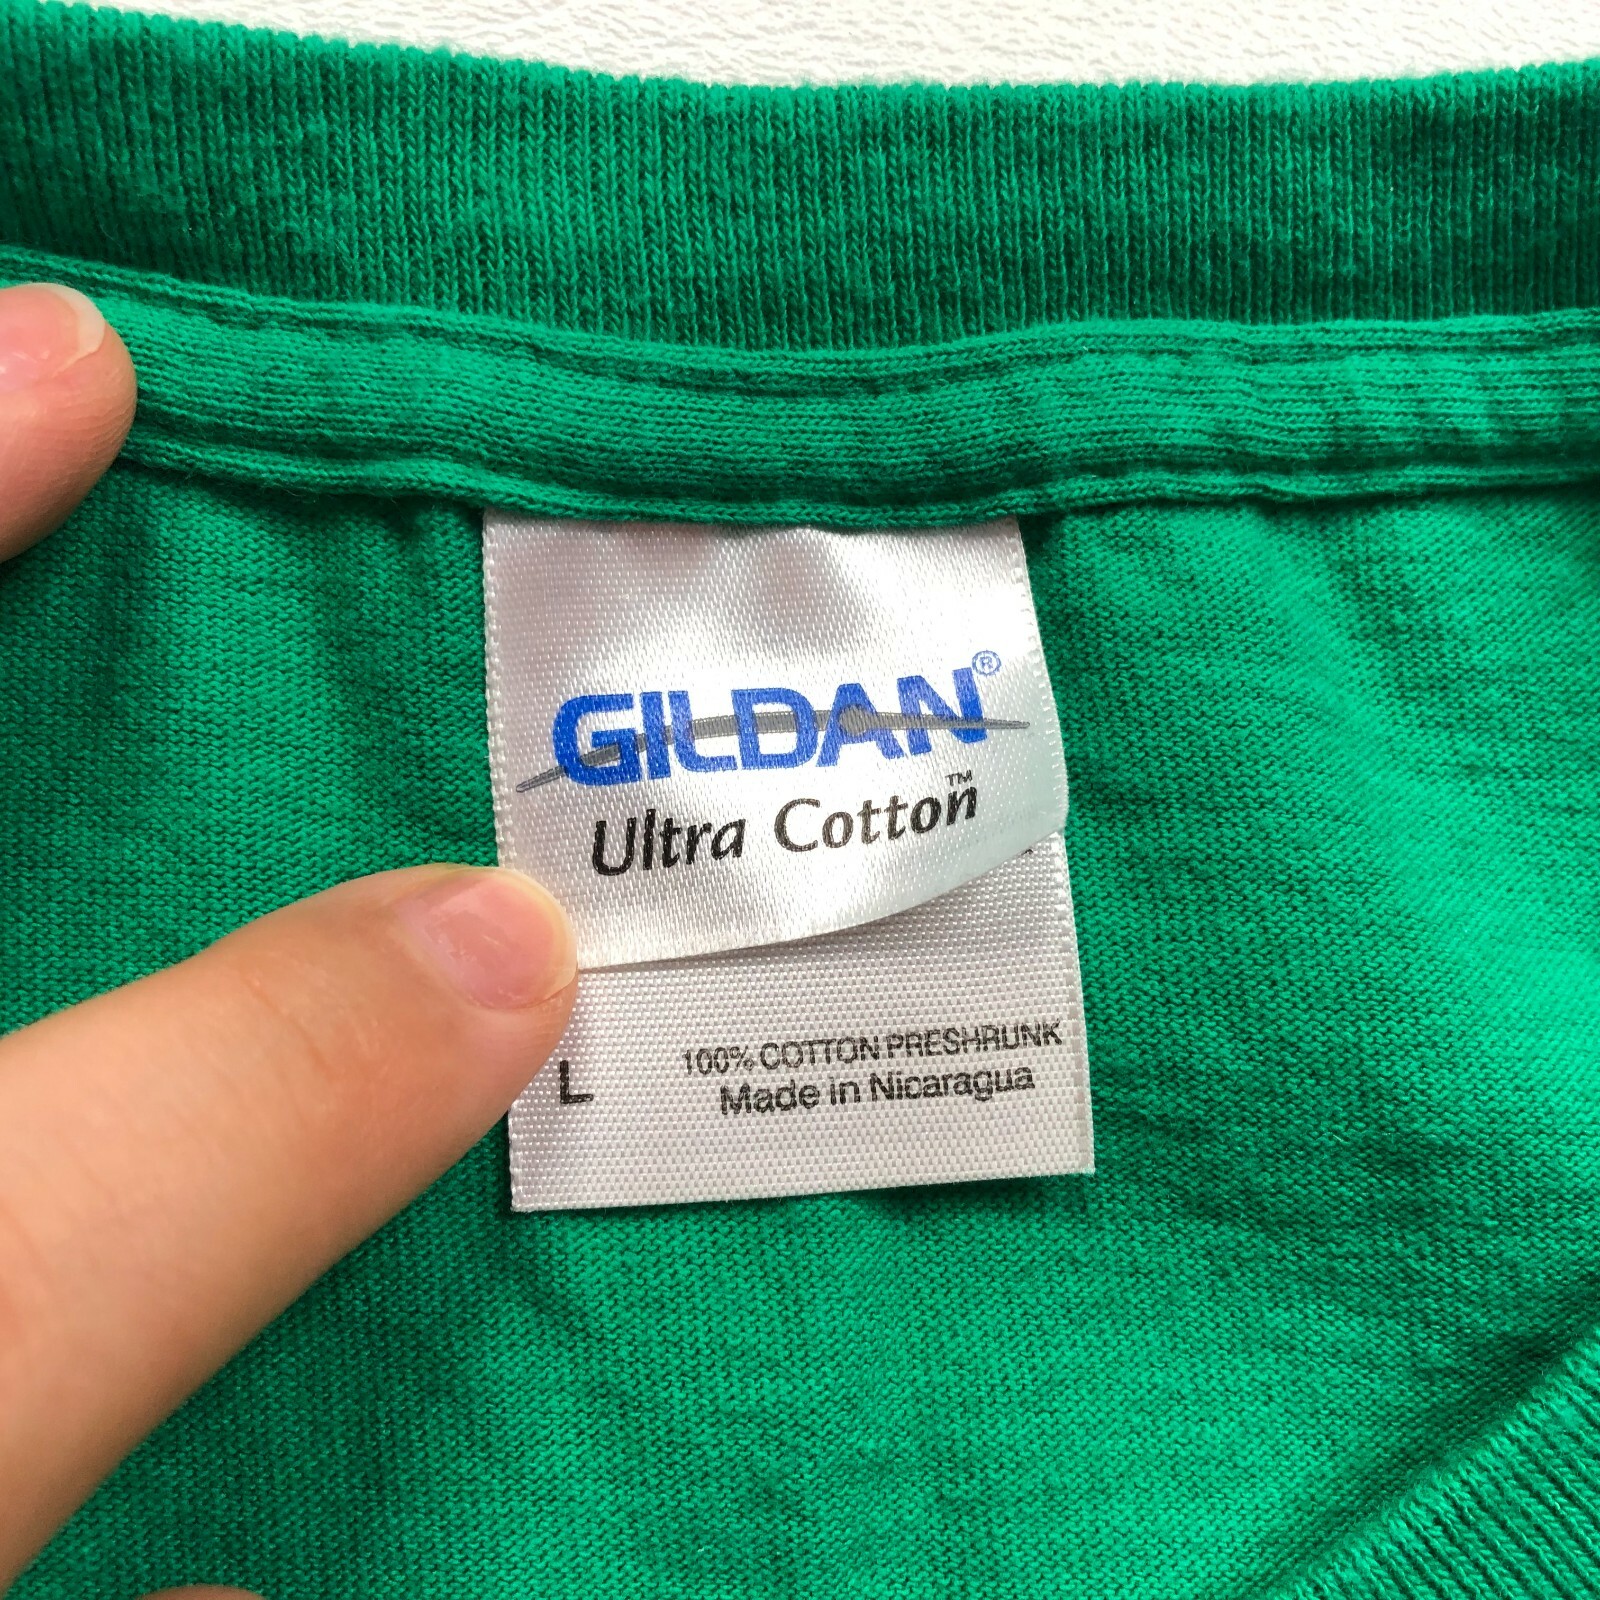 GILDAN®
Ultra Cotton™
100% COTTON PRESHRUNK
L
Made in Nicaragua